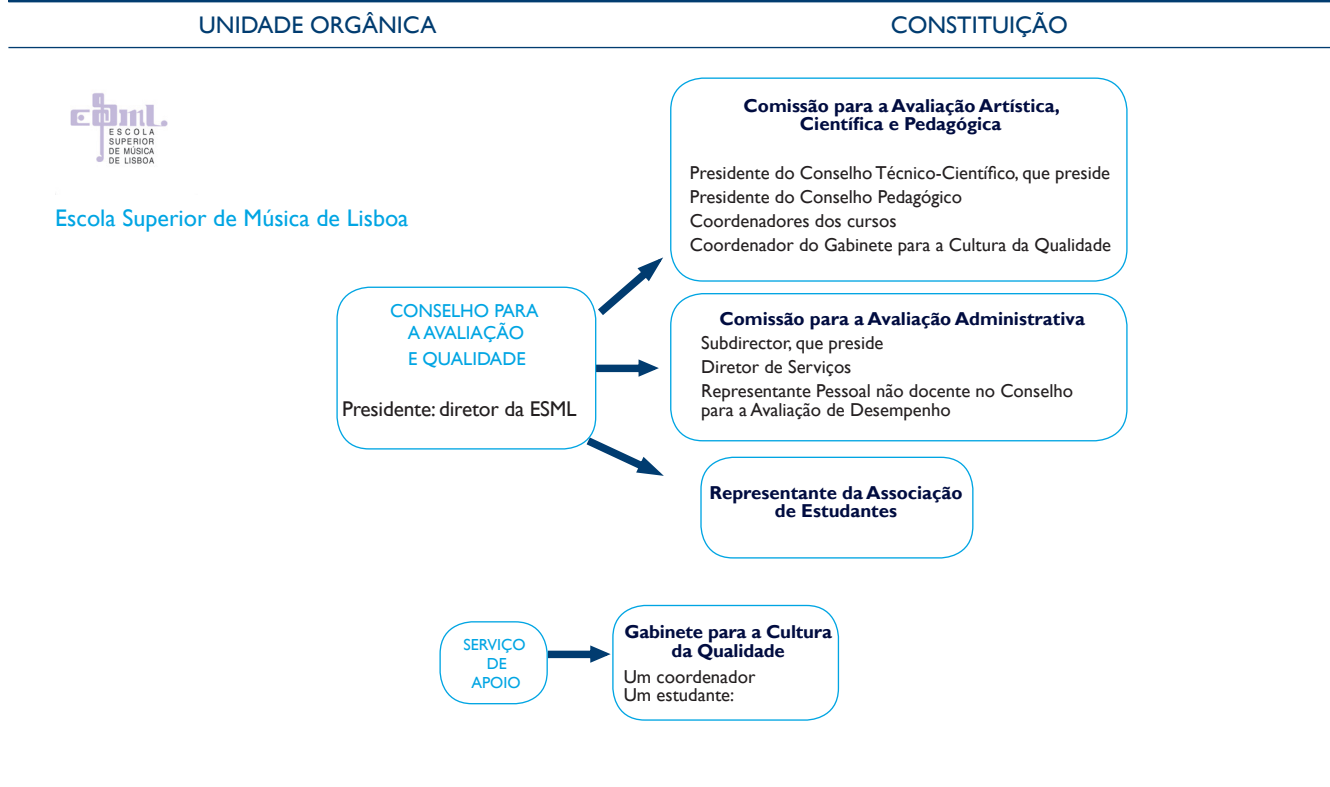 UNIDADE ORGÂNICA
CONSTITUIÇÃO
esml
ESCOLA
SUPERIOR
DE MÚSICA
DE LISBOA
Escola Superior de Música de Lisboa
Comissão para a Avaliação Artística,
Científica e Pedagógica
Presidente do Conselho Técnico-Científico, que preside
Presidente do Conselho Pedagógico
Coordenadores dos cursos
Coordenador do Gabinete para a Cultura da Qualidade
CONSELHO PARA
A AVALIAÇÃO
E QUALIDADE
Presidente: diretor da ESML
Comissão para a Avaliação Administrativa
Subdirector, que preside
Diretor de Serviços
Representante Pessoal não docente no Conselho
para a Avaliação de Desempenho
Representante da Associação
de Estudantes
SERVIÇO
DE
APOIO
Gabinete para a Cultura
da Qualidade
Um coordenador
Um estudante: